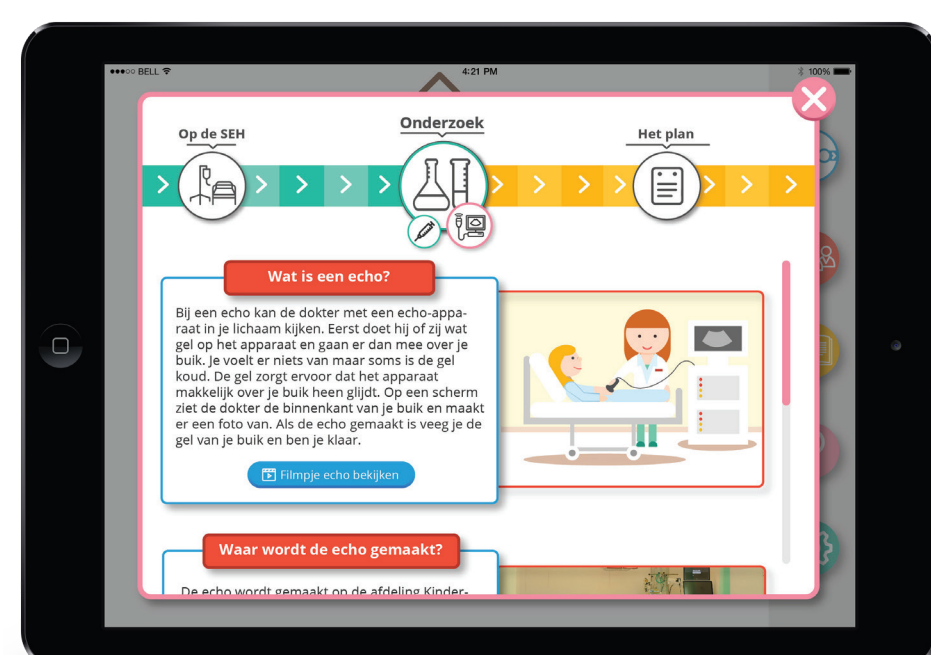 BELL
4:21 PM
100%
Op de SEH
Onderzoek
Het plan
Wat is een echo?
Bij een echo kan de dokter met een echo-appa-
raat in je lichaam kijken. Eerst doet hij of zij wat
gel op het apparaat en gaan er dan mee over je
buik. Je voelt er niets van maar soms is de gel
koud. De gel zorgt ervoor dat het apparaat
makkelijk over je buik heen glijdt. Op een scherm
ziet de dokter de binnenkant van je buik en maakt
er een foto van. Als de echo gemaakt is veeg je de
gel van je buik en ben je klaar.
Filmpje echo bekijken
Waar wordt de echo gemaakt?
De echo wordt gemaakt op de afdeling Kinder-